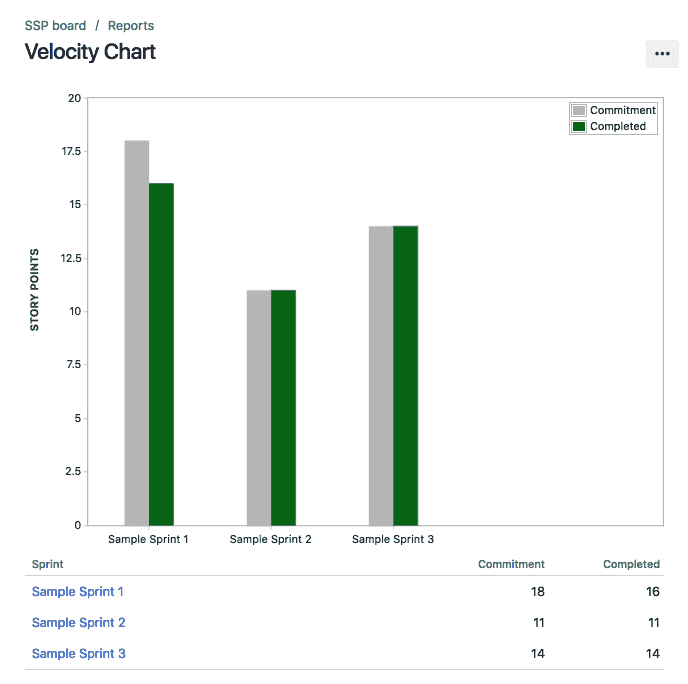 SSP board / Reports
Velocity Chart
•••
20
17.5
15
12.5
10
7.5
5
2.5
0
STORY POINTS
Commitment
Completed
Sample Sprint 1 Sample Sprint 2 Sample Sprint 3
Sprint Commitment Completed
Sample Sprint 1 18 16
Sample Sprint 2 11 11
Sample Sprint 3 14 14